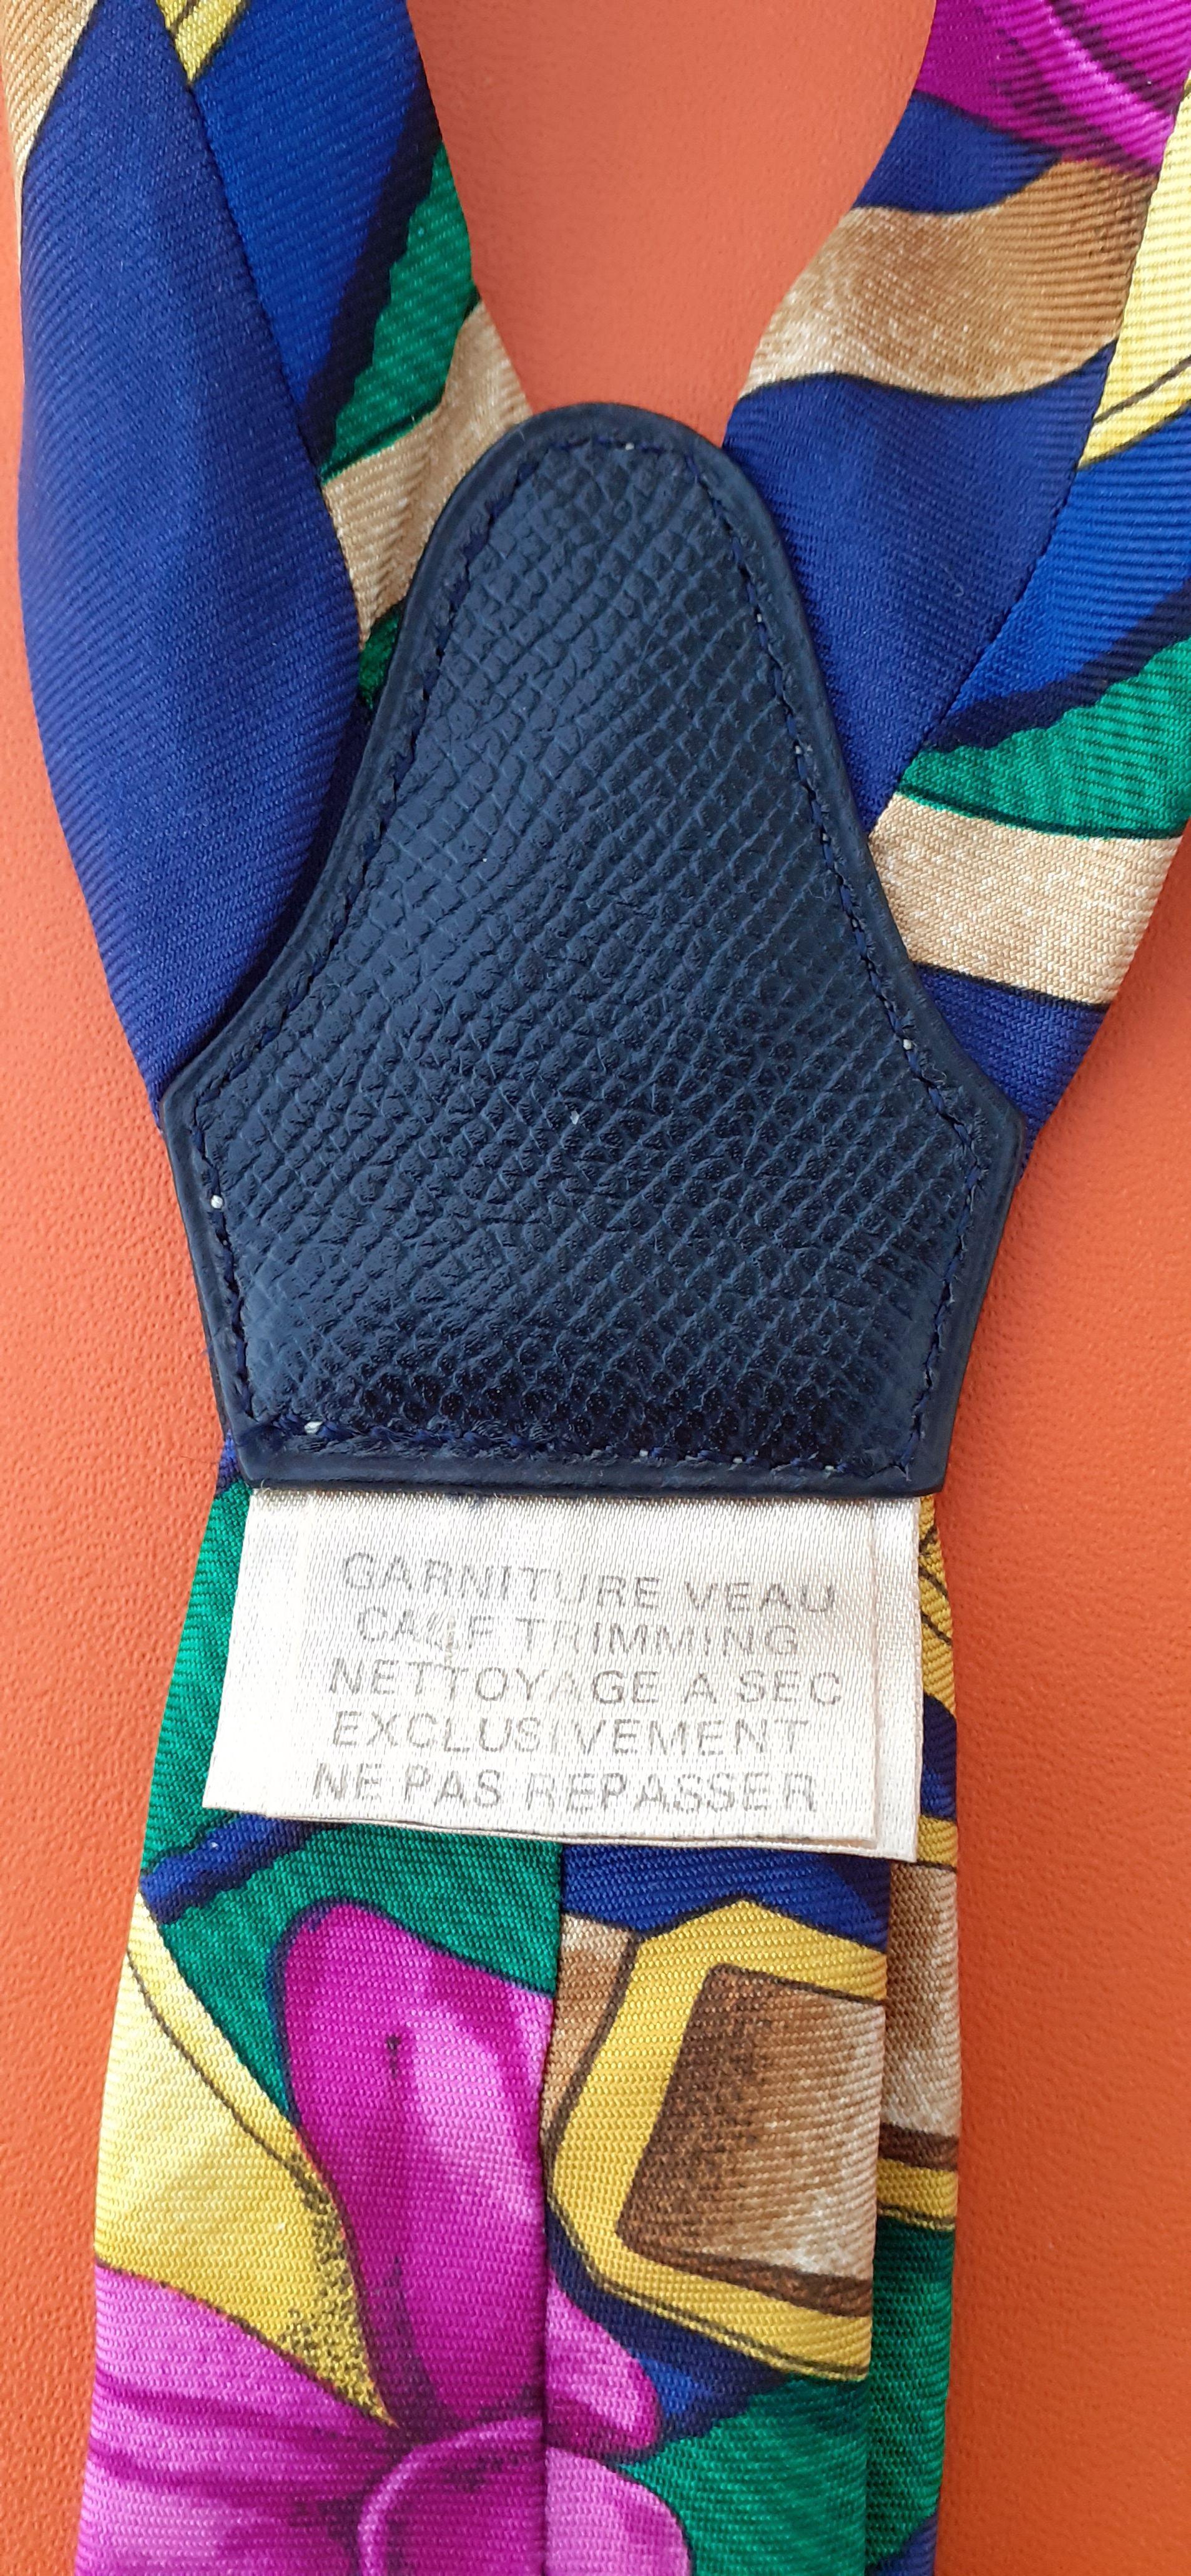 GARNITURE VEAU
CALF TRIMMING
NETTOYAGE A SEC
EXCLUSIVEMENT
NE PAS REPASSER